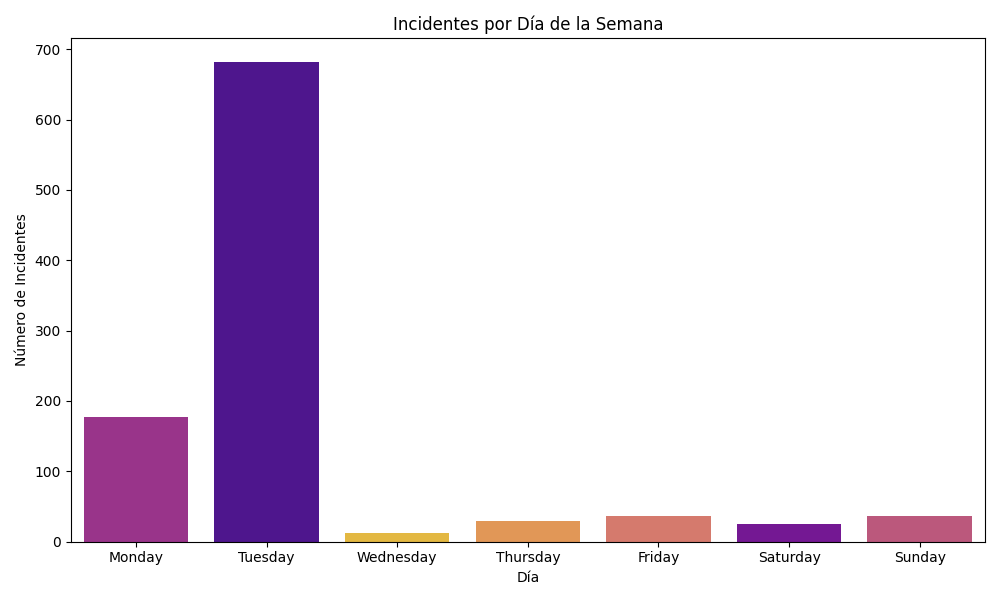 Incidentes por Día de la Semana
Número de Incidentes
700
600
500
400
300
200
100
0
Monday Tuesday Wednesday Thursday Friday Saturday Sunday
Día